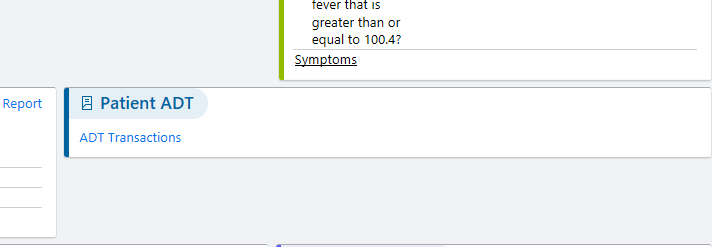 fever that is
greater than or
equal to 100.4?
Symptoms
Report
Patient ADT
ADT Transactions